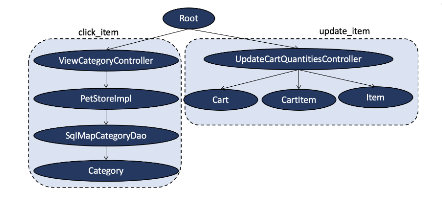 Root
click_item
update_item
ViewCategoryController
UpdateCartQuantitiesController
PetStoreImpl
Cart
CartItem
Item
SqlMapCategoryDao
Category